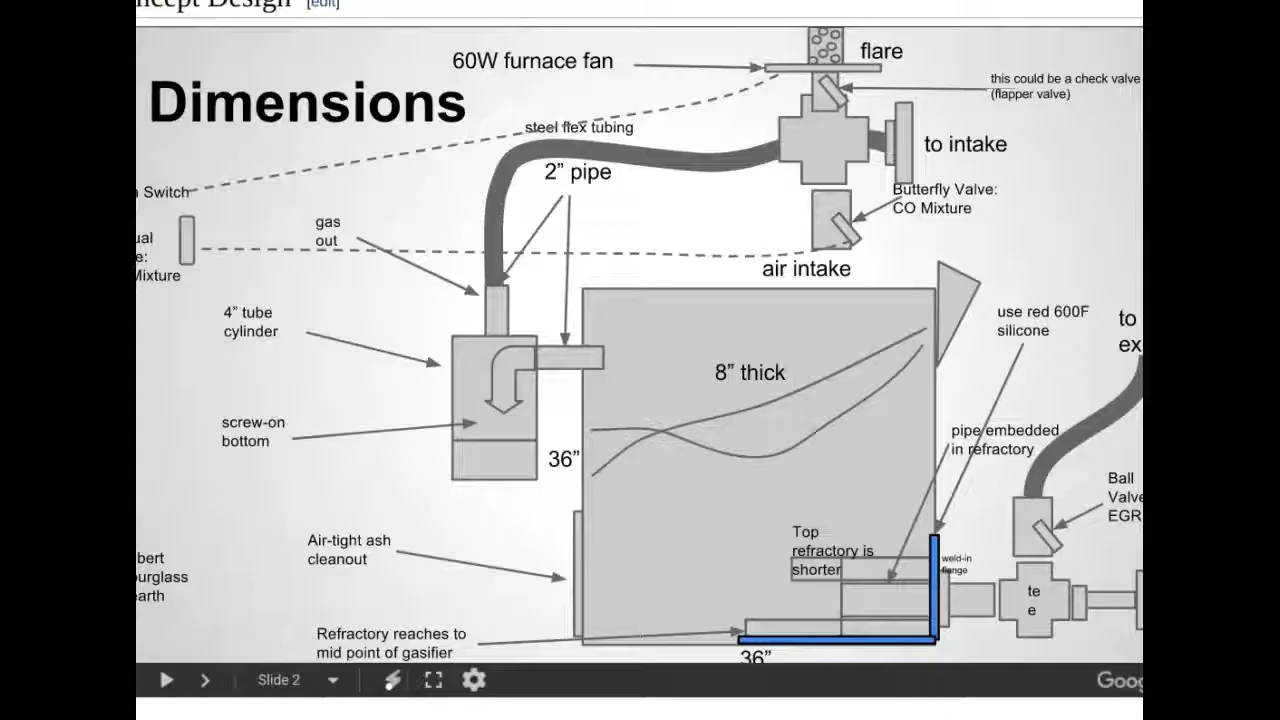 [edit]
60W furnace fan
flare
this could be a check valve
(flapper valve)
Dimensions
steel flex tubing
to intake
2” pipe
Switch
Butterfly Valve:
CO Mixture
gas
out
air intake
4” tube
cylinder
use red 600F
silicone
to
ex
8” thick
screw-on
bottom
pipe embedded
in refractory
36”
Ball
Valve
EGR
Top
refractory is
shorter
Air-tight ash
cleanout
weld-in
flange
te
e
Refractory reaches to
mid point of gasifier
36”
Slide 2